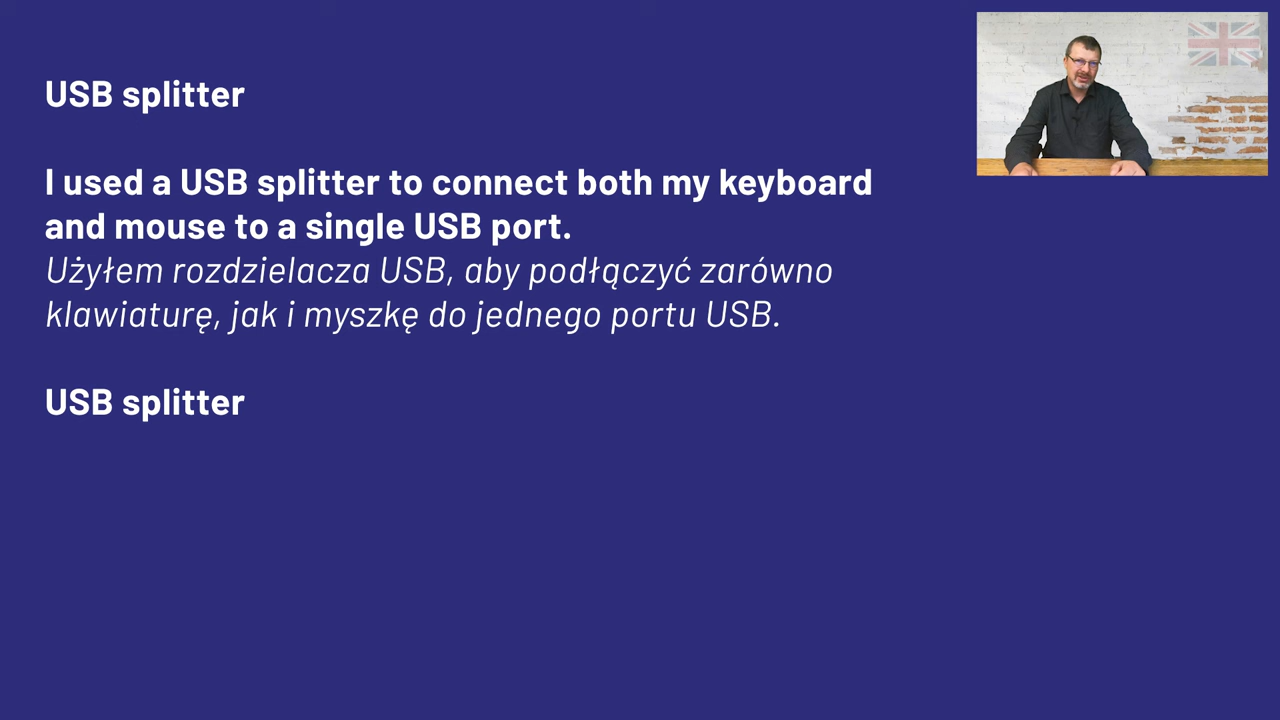 USB splitter
I used a USB splitter to connect both my keyboard
and mouse to a single USB port.
Użyłem rozdzielacza USB, aby podłączyć zarówno
klawiaturę, jak i myszkę do jednego portu USB.
USB splitter